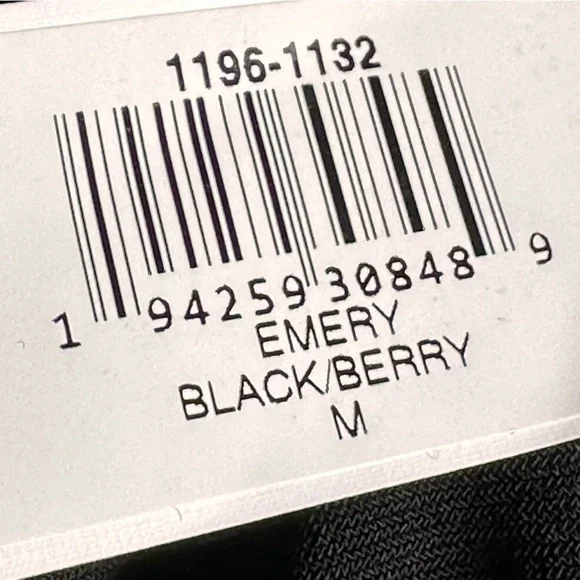 1196-1132
1 94259 30848 9
EMERY
BLACK/BERRY
M